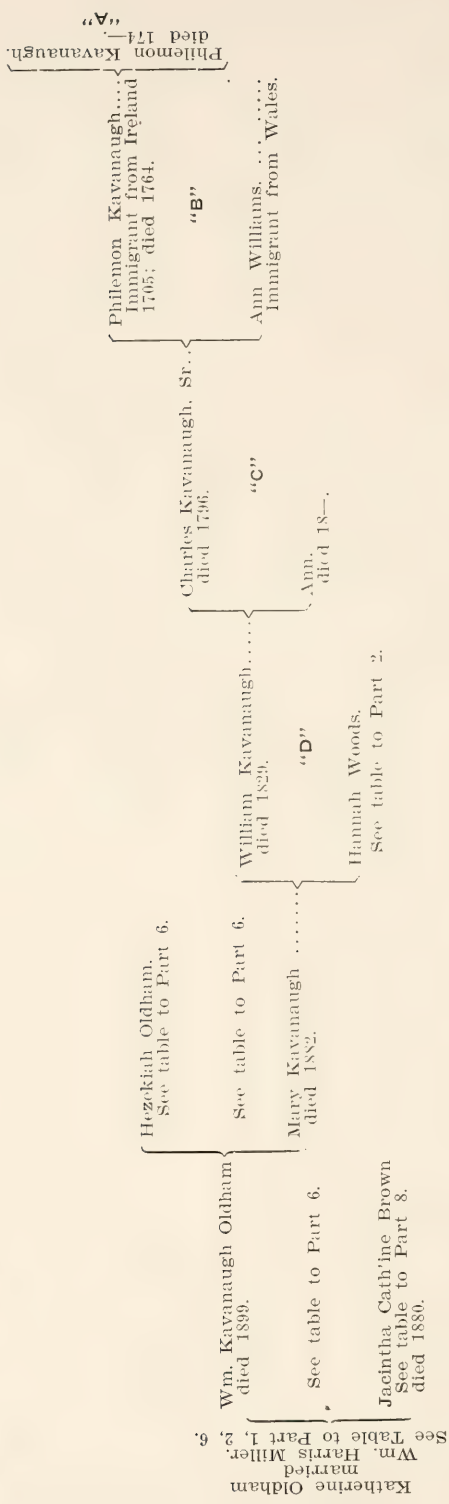 Katherine Oldham
married
Wm. Harris Miller.
See Table to Part 1, 2, 6.
Wm. Kavanaugh Oldham
died 1899.
See table to Part 6.
Jacintha Cath'ine Brown
See table to Part 8.
died 1880.
Hezekiah Oldham.
See table to Part 6.
See table to Part 6.
Mary Kavanaugh .......
died 1882.
William Kavanaugh.....
died 1829.
"D"
Hannah Woods.
See table to Part 2.
Charles Kavanaugh, Sr...
died 1796.
"C"
Ann.
died 18—.
Philemon Kavanaugh....
Immigrant from Ireland
1705; died 1764.
"B"
Ann Williams. ... ......
Immigrant from Wales.
Philemon Kavanaugh.
died 174—.
"A"